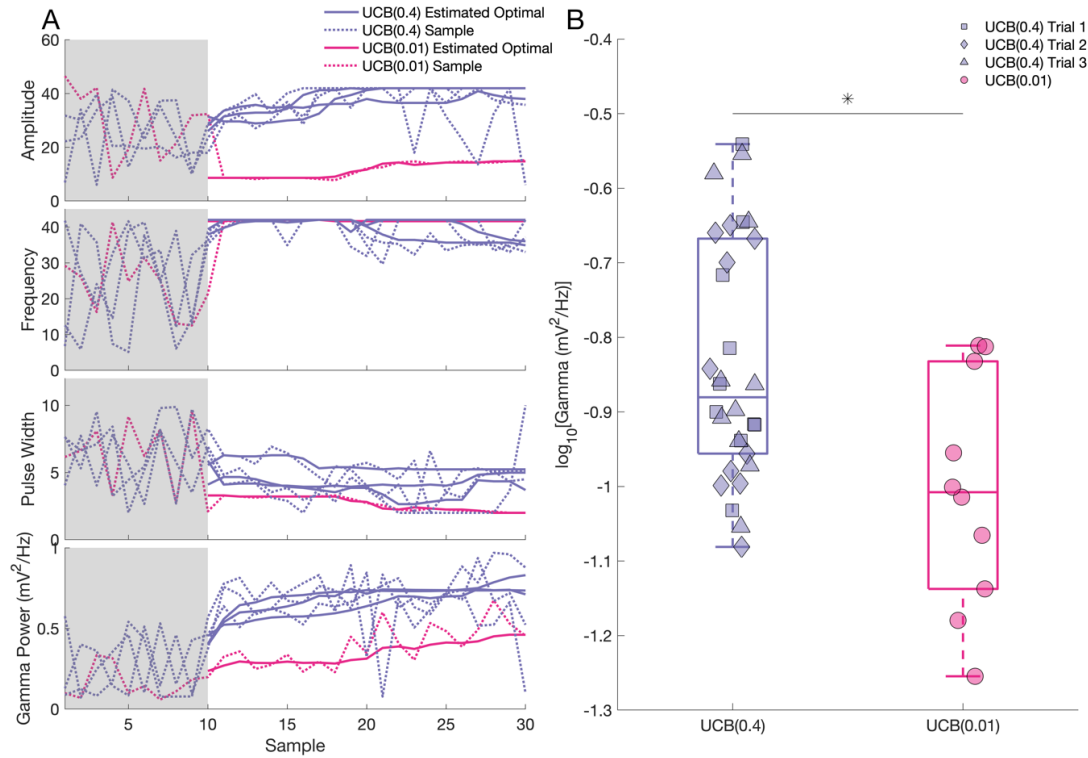 A
UCB(0.4) Estimated Optimal
UCB(0.4) Sample
UCB(0.01) Estimated Optimal
UCB(0.01) Sample
60
40
20
0
Amplitude
40
30
20
10
0
Frequency
10
5
0
Pulse Width
1
0.5
0
Gamma Power (mV²/Hz)
5
10
15
20
25
30
Sample
B
UCB(0.4) Trial 1
UCB(0.4) Trial 2
UCB(0.4) Trial 3
UCB(0.01)
*
-0.4
-0.5
-0.6
-0.7
-0.8
-0.9
-1.0
-1.1
-1.2
-1.3
log₁₀[Gamma (mV²/Hz)]
UCB(0.4)
UCB(0.01)